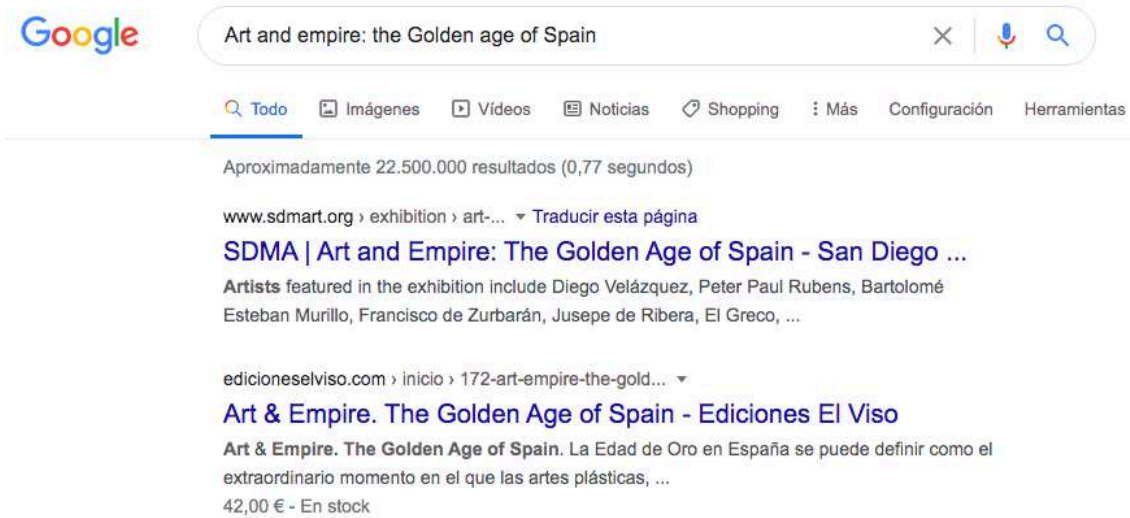 Google
Art and empire: the Golden age of Spain
Todo Imágenes Vídeos Noticias Shopping Más Configuración Herramientas
Aproximadamente 22.500.000 resultados (0,77 segundos)
www.sdmart.org › exhibition › art-... Traducir esta página
SDMA | Art and Empire: The Golden Age of Spain - San Diego ...
Artists featured in the exhibition include Diego Velázquez, Peter Paul Rubens, Bartolomé
Esteban Murillo, Francisco de Zurbarán, Jusepe de Ribera, El Greco, ...
edicioneselviso.com › inicio › 172-art-empire-the-gold...
Art & Empire. The Golden Age of Spain - Ediciones El Viso
Art & Empire. The Golden Age of Spain. La Edad de Oro en España se puede definir como el
extraordinario momento en el que las artes plásticas, ...
42,00 € - En stock